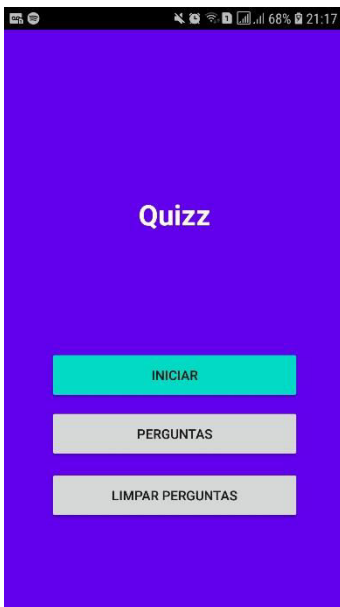 68% 21:17
Quizz
INICIAR
PERGUNTAS
LIMPAR PERGUNTAS